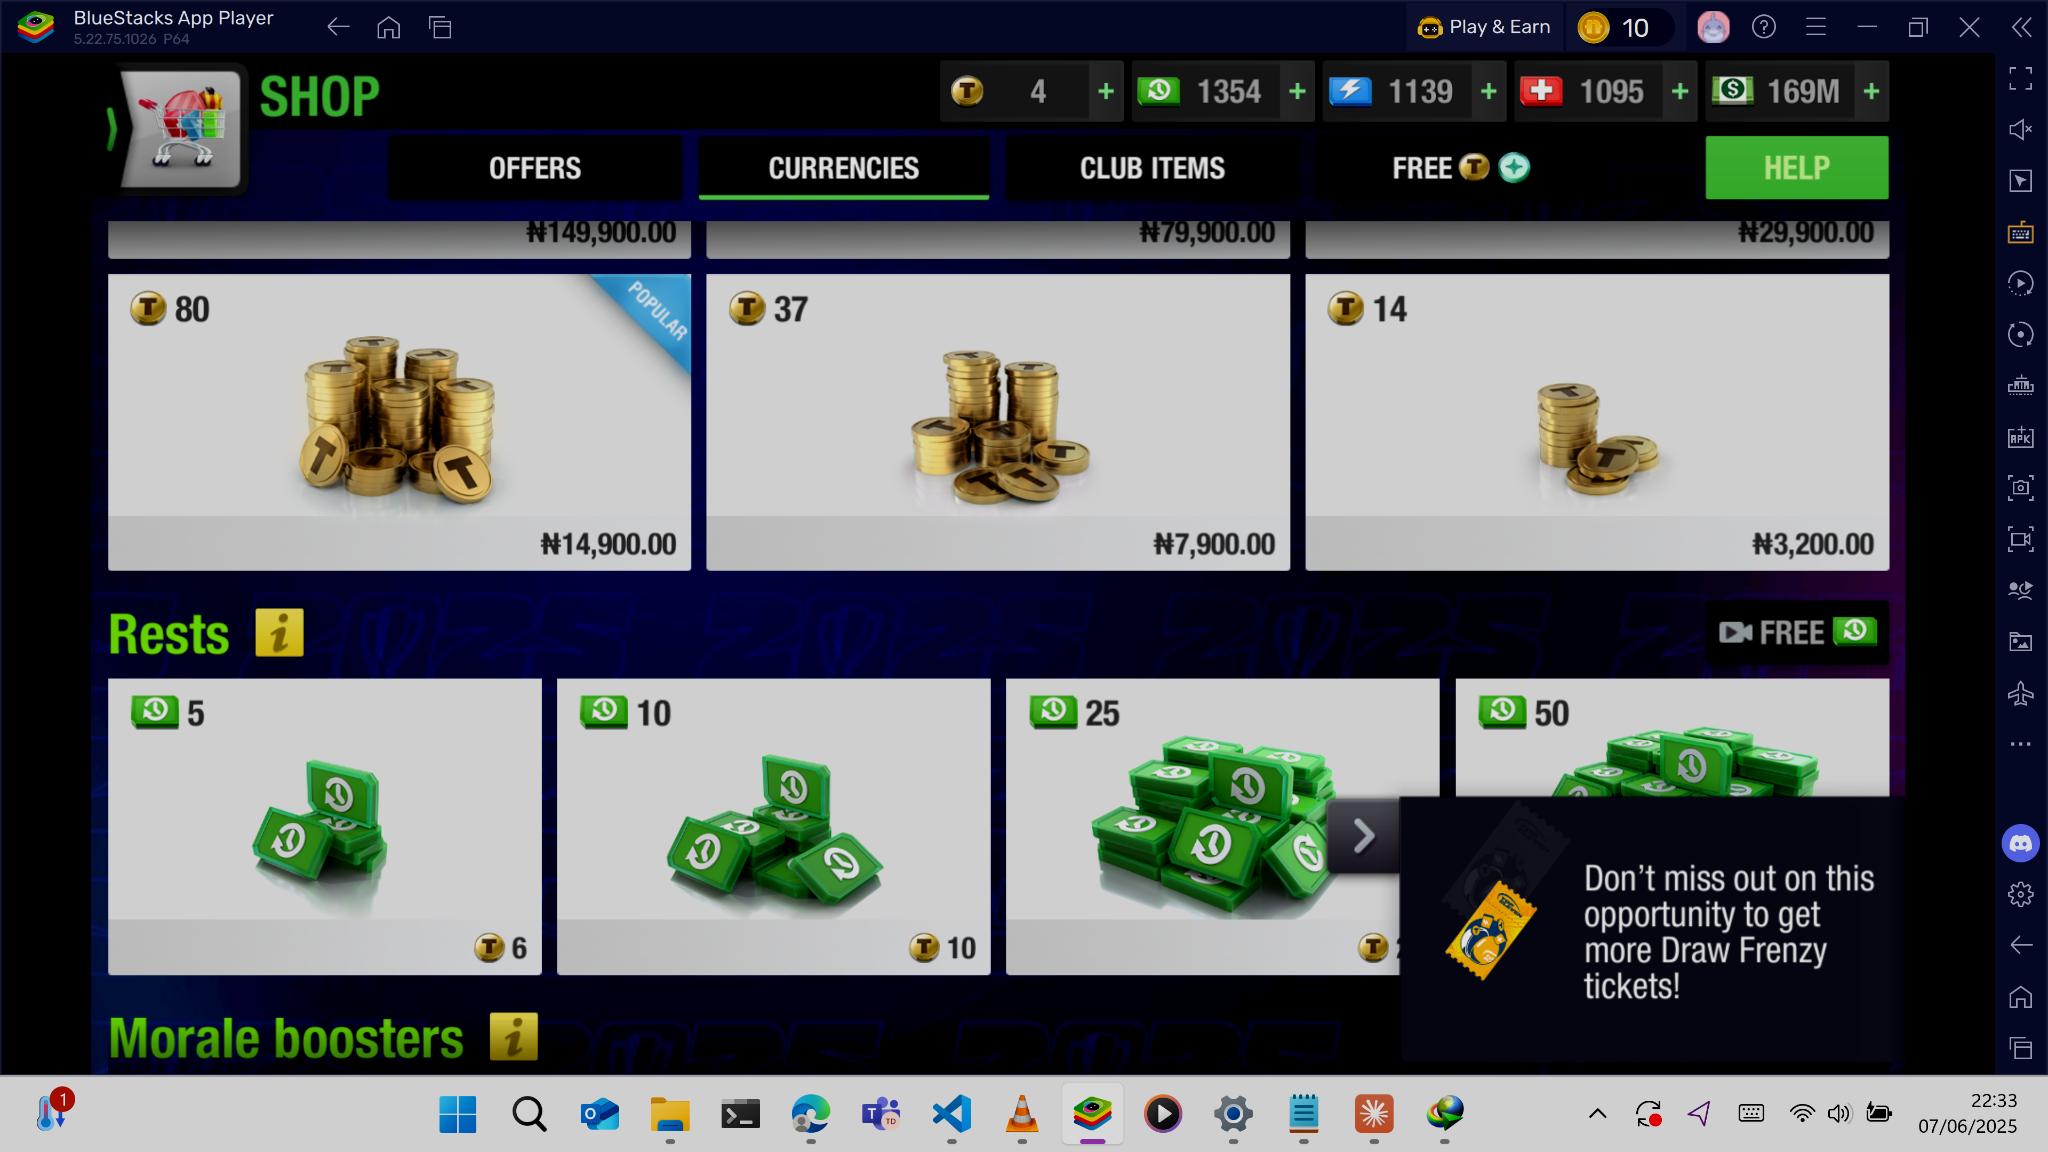 BlueStacks App Player
5.22.75.1026 P64
Play & Earn
10
SHOP
4 +
1354 +
1139 +
1095 +
169M +
OFFERS
CURRENCIES
CLUB ITEMS
FREE
HELP
₦149,900.00
₦79,900.00
₦29,900.00
80
POPULAR
37
14
₦14,900.00
₦7,900.00
₦3,200.00
Rests
i
FREE
5
10
25
50
6
10
Don't miss out on this
opportunity to get
more Draw Frenzy
tickets!
Morale boosters
i
1
22:33
07/06/2025